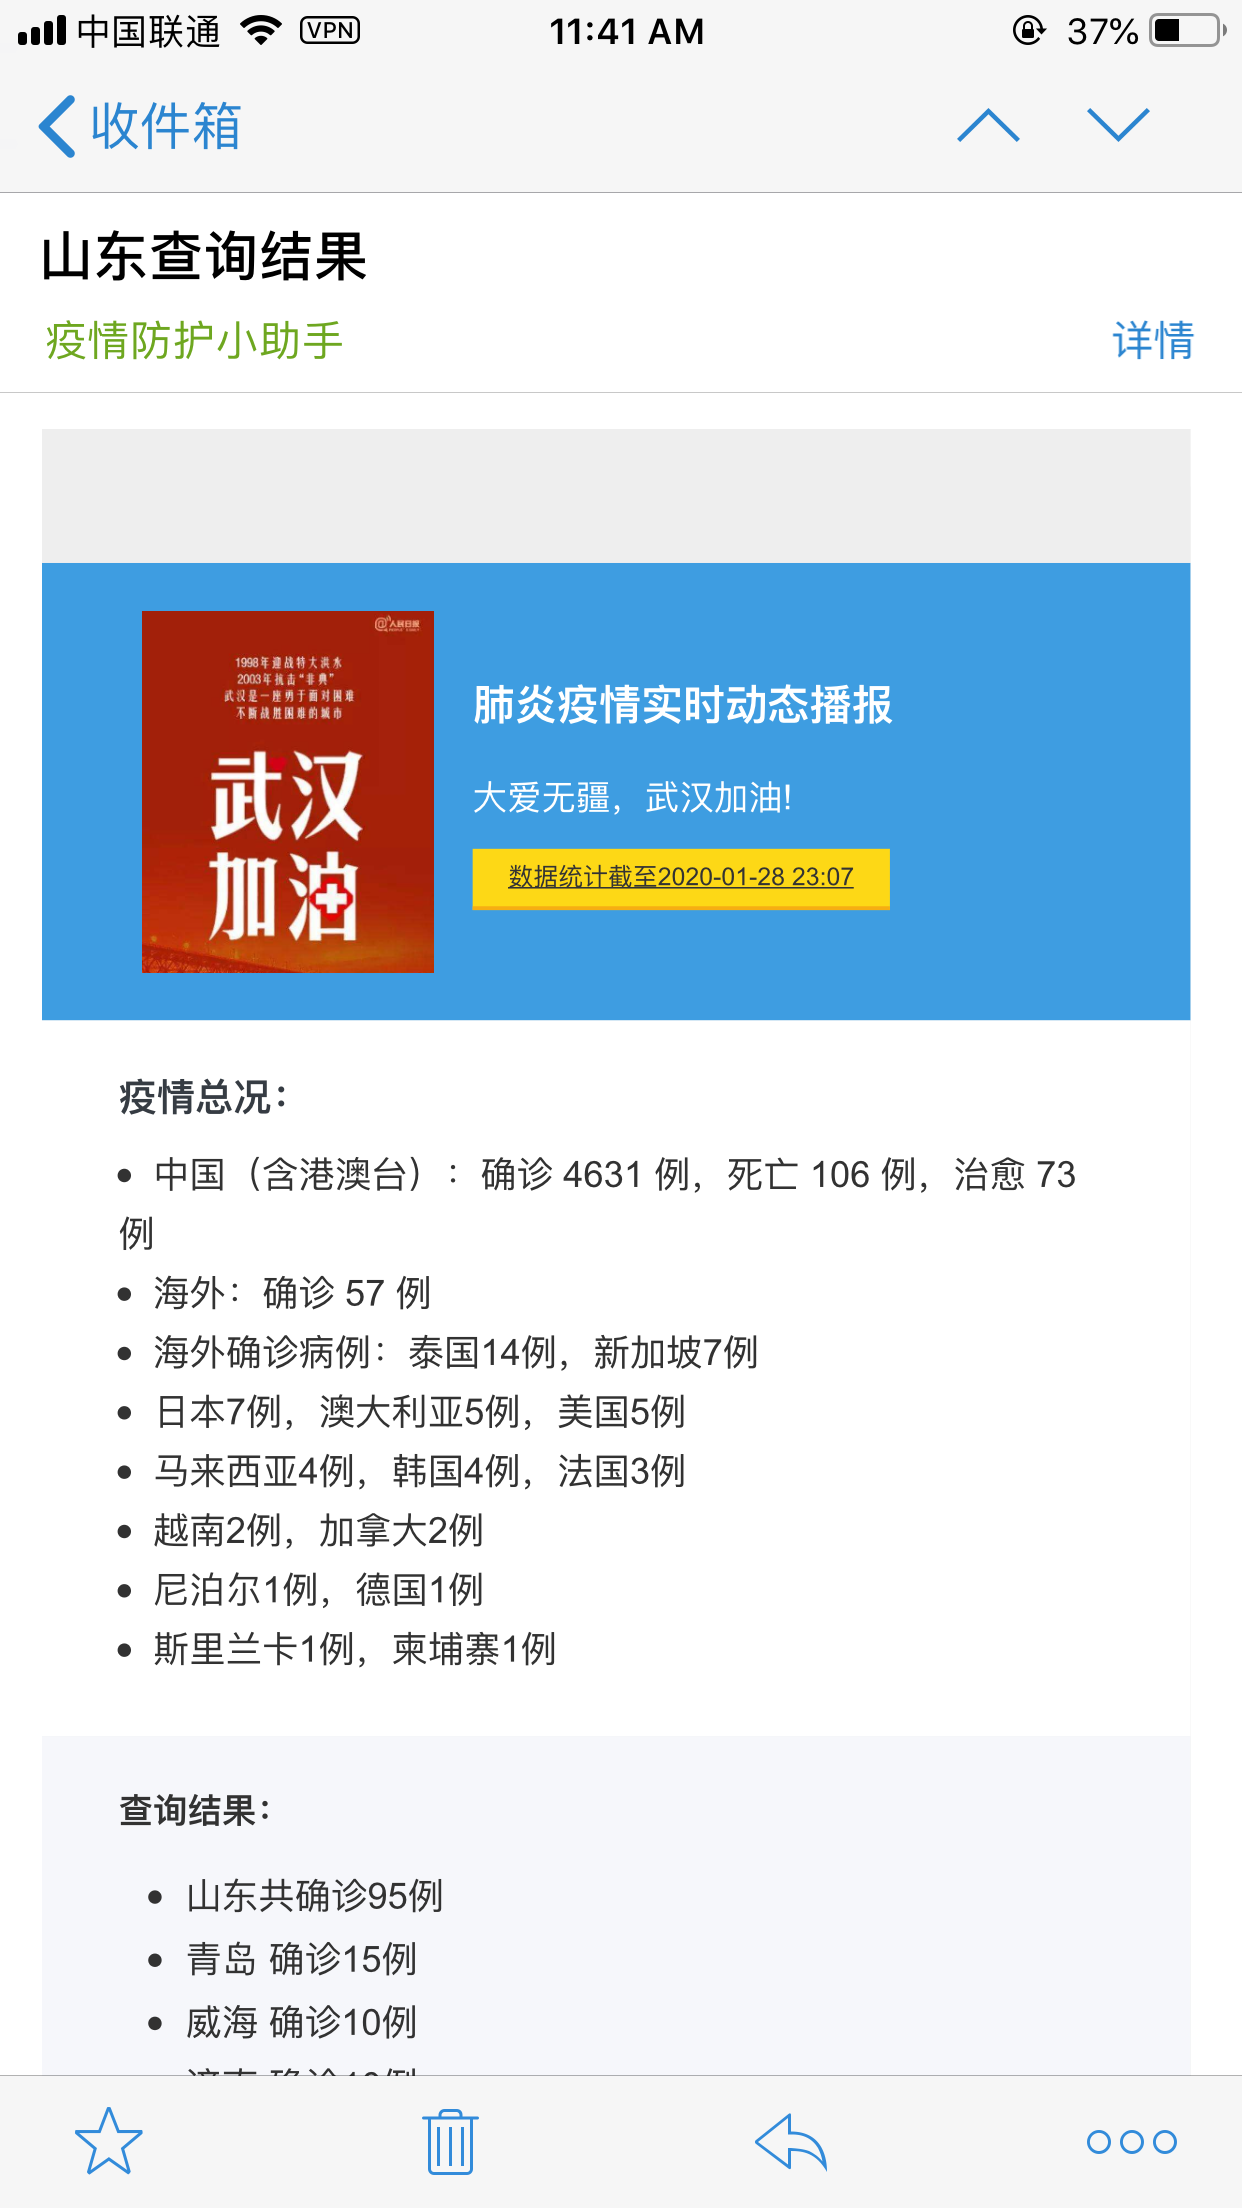 中国联通 VPN 11:41 AM 37%
收件箱
山东查询结果
疫情防护小助手 详情
@人民日报
1998年迎战特大洪水
2003年抗击“非典”
武汉是一座勇于面对困难
不断战胜困难的城市
武汉
加油
肺炎疫情实时动态播报
大爱无疆，武汉加油!
数据统计截至2020-01-28 23:07
疫情总况：
• 中国（含港澳台）：确诊 4631 例，死亡 106 例，治愈 73
例
• 海外：确诊 57 例
• 海外确诊病例：泰国14例，新加坡7例
• 日本7例，澳大利亚5例，美国5例
• 马来西亚4例，韩国4例，法国3例
• 越南2例，加拿大2例
• 尼泊尔1例，德国1例
• 斯里兰卡1例，柬埔寨1例
查询结果：
• 山东共确诊95例
• 青岛 确诊15例
• 威海 确诊10例